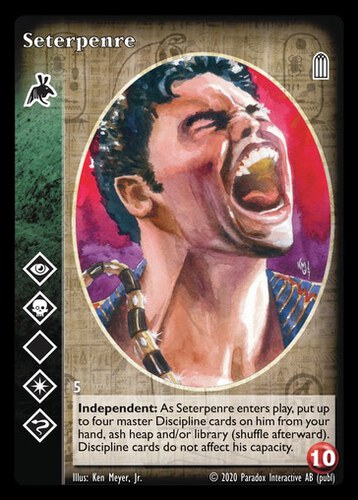 Seterpenre
5
Independent: As Seterpenre enters play, put up
to four master Discipline cards on him from your
hand, ash heap and/or library (shuffle afterward).
Discipline cards do not affect his capacity.
10
Illus: Ken Meyer, Jr. © 2020 Paradox Interactive AB (publ)